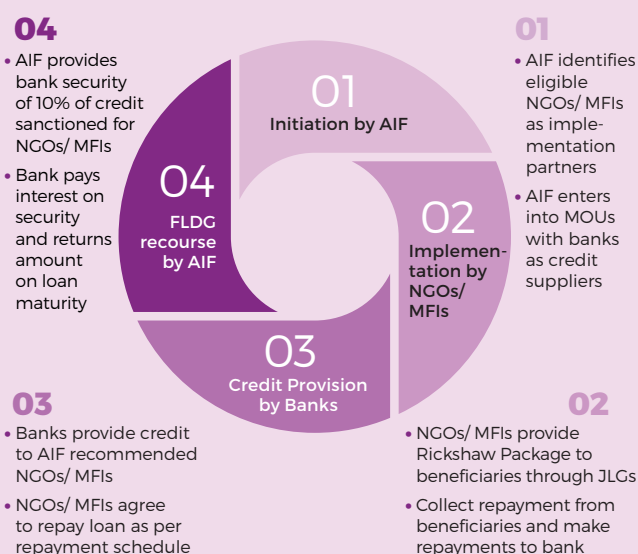 04
• AIF provides
bank security
of 10% of credit
sanctioned for
NGOs/ MFIs
• Bank pays
interest on
security
and returns
amount
on loan
maturity
01
• AIF identifies
eligible
NGOs/ MFIs
as imple-
mentation
partners
• AIF enters
into MOUs
with banks
as credit
suppliers
01
Initiation by AIF
02
Implemen-
tation by
NGOs/
MFIs
03
Credit Provision
by Banks
04
FLDG
recourse
by AIF
03
• Banks provide credit
to AIF recommended
NGOs/ MFIs
• NGOs/ MFIs agree
to repay loan as per
repayment schedule
02
• NGOs/ MFIs provide
Rickshaw Package to
beneficiaries through JLGs
• Collect repayment from
beneficiaries and make
repayments to bank